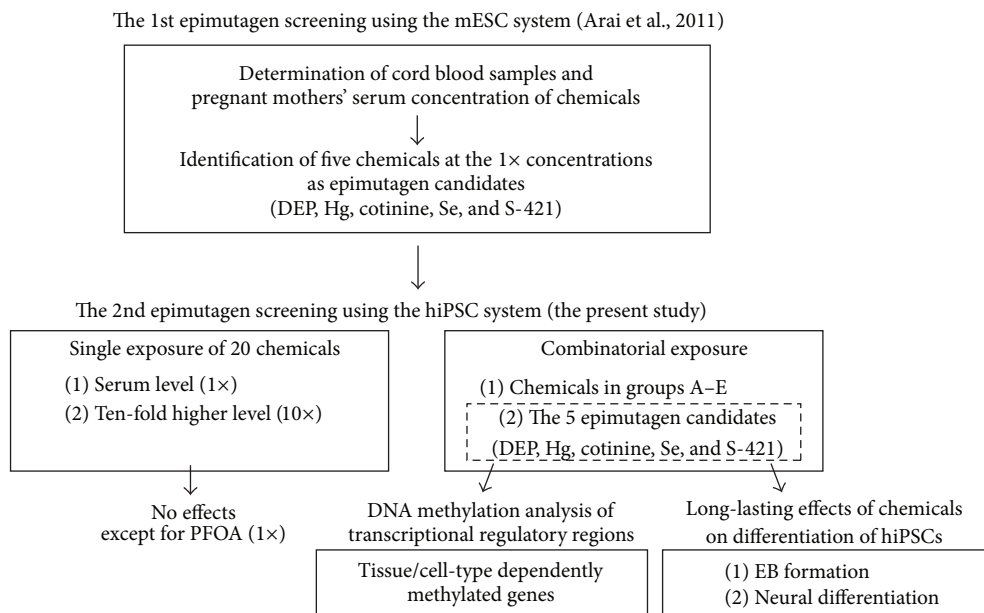 The 1st epimutagen screening using the mESC system (Arai et al., 2011)
Determination of cord blood samples and
pregnant mothers' serum concentration of chemicals
Identification of five chemicals at the 1× concentrations
as epimutagen candidates
(DEP, Hg, cotinine, Se, and S-421)
The 2nd epimutagen screening using the hiPSC system (the present study)
Single exposure of 20 chemicals
(1) Serum level (1×)
(2) Ten-fold higher level (10×)
No effects
except for PFOA (1×)
Combinatorial exposure
(1) Chemicals in groups A–E
(2) The 5 epimutagen candidates
(DEP, Hg, cotinine, Se, and S-421)
DNA methylation analysis of
transcriptional regulatory regions
Tissue/cell-type dependently
methylated genes
Long-lasting effects of chemicals
on differentiation of hiPSCs
(1) EB formation
(2) Neural differentiation